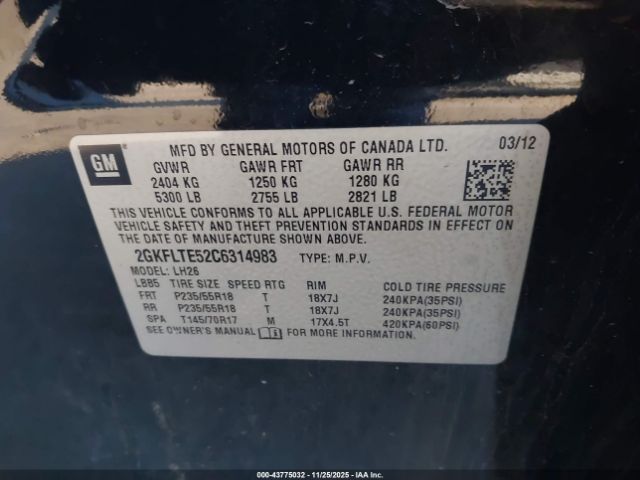 GM
MFD BY GENERAL MOTORS OF CANADA LTD. 03/12
GVWR GAWR FRT GAWR RR
2404 KG 1250 KG 1280 KG
5300 LB 2755 LB 2821 LB
THIS VEHICLE CONFORMS TO ALL APPLICABLE U.S. FEDERAL MOTOR
VEHICLE SAFETY AND THEFT PREVENTION STANDARDS IN EFFECT ON
THE DATE OF MANUFACTURE SHOWN ABOVE.
2GKFLTE52C6314983 TYPE: M.P.V.
MODEL: LH26
LBB5 TIRE SIZE SPEED RTG RIM COLD TIRE PRESSURE
FRT P235/55R18 T 18X7J 240KPA(35PSI)
RR P235/55R18 T 18X7J 240KPA(35PSI)
SPA T145/70R17 M 17X4.5T 420KPA(60PSI)
SEE OWNER'S MANUAL FOR MORE INFORMATION.
000-43775032 - 11/25/2025 - IAAI.com